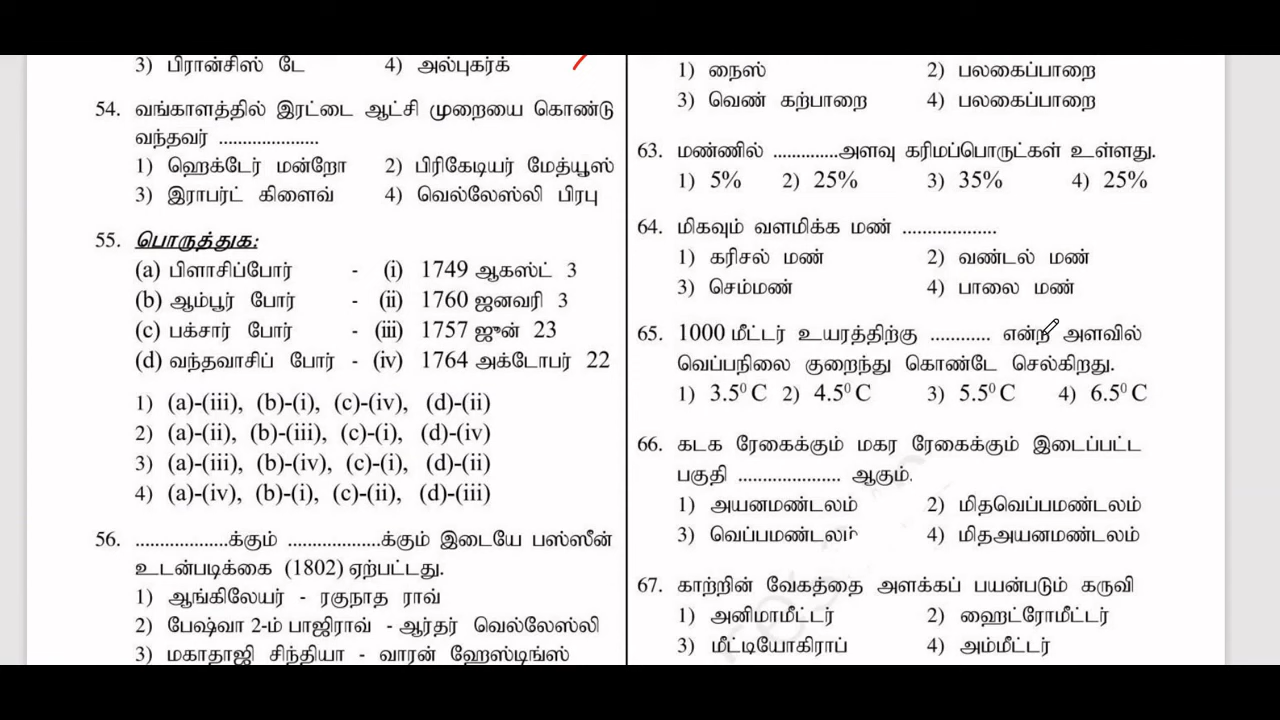 3) பிரான்சிஸ் டே 4) அல்புகர்க்
54. வங்காளத்தில் இரட்டை ஆட்சி முறையை கொண்டு
வந்தவர் .....................
1) ஹெக்டேர் மன்றோ 2) பிரிகேடியர் மேத்யூஸ்
3) இராபர்ட் கிளைவ் 4) வெல்லேஸ்லி பிரபு
55. பொருத்துக:
(a) பிளாசிப்போர் - (i) 1749 ஆகஸ்ட் 3
(b) ஆம்பூர் போர் - (ii) 1760 ஜனவரி 3
(c) பக்சார் போர் - (iii) 1757 ஜுன் 23
(d) வந்தவாசிப் போர் - (iv) 1764 அக்டோபர் 22
1) (a)-(iii), (b)-(i), (c)-(iv), (d)-(ii)
2) (a)-(ii), (b)-(iii), (c)-(i), (d)-(iv)
3) (a)-(iii), (b)-(iv), (c)-(i), (d)-(ii)
4) (a)-(iv), (b)-(i), (c)-(ii), (d)-(iii)
56. ...................க்கும் ...................க்கும் இடையே பஸ்ஸீன்
உடன்படிக்கை (1802) ஏற்பட்டது.
1) ஆங்கிலேயர் - ரகுநாத ராவ்
2) பேஷ்வா 2-ம் பாஜிராவ் - ஆர்தர் வெல்லேஸ்லி
3) மகாதாஜி சிந்தியா - வாரன் ஹேஸ்டிங்ஸ்
1) நைஸ் 2) பலகைப்பாறை
3) வெண் கற்பாறை 4) பலகைப்பாறை
63. மண்ணில் .............அளவு கரிமப்பொருட்கள் உள்ளது.
1) 5% 2) 25% 3) 35% 4) 25%
64. மிகவும் வளமிக்க மண் ...................
1) கரிசல் மண் 2) வண்டல் மண்
3) செம்மண் 4) பாலை மண்
65. 1000 மீட்டர் உயரத்திற்கு ............ என்ற அளவில்
வெப்பநிலை குறைந்து கொண்டே செல்கிறது.
1) 3.5⁰ C 2) 4.5⁰ C 3) 5.5⁰ C 4) 6.5⁰ C
66. கடக ரேகைக்கும் மகர ரேகைக்கும் இடைப்பட்ட
பகுதி ..................... ஆகும்.
1) அயனமண்டலம் 2) மிதவெப்பமண்டலம்
3) வெப்பமண்டலம் 4) மிதஅயனமண்டலம்
67. காற்றின் வேகத்தை அளக்கப் பயன்படும் கருவி
1) அனிமாமீட்டர் 2) ஹைட்ரோமீட்டர்
3) மீட்டியோகிராப் 4) அம்மீட்டர்